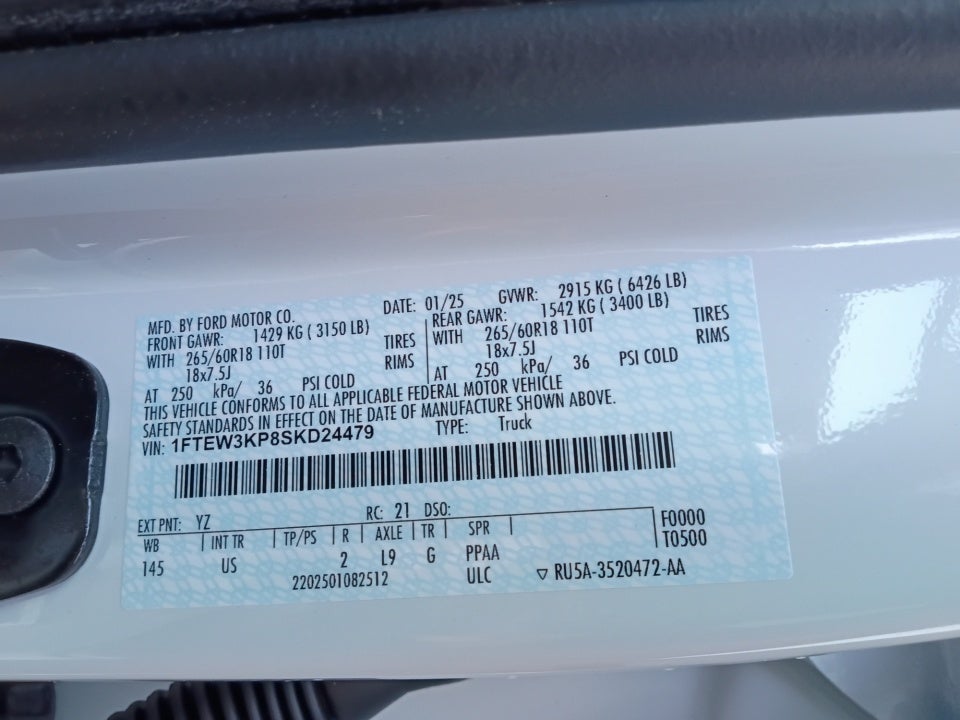 MFD. BY FORD MOTOR CO. DATE: 01/25 GVWR: 2915 KG ( 6426 LB)
FRONT GAWR: 1429 KG ( 3150 LB) REAR GAWR: 1542 KG ( 3400 LB)
WITH 265/60R18 110T TIRES WITH 265/60R18 110T TIRES
18x7.5J RIMS 18x7.5J RIMS
AT 250 kPa/ 36 PSI COLD AT 250 kPa/ 36 PSI COLD
THIS VEHICLE CONFORMS TO ALL APPLICABLE FEDERAL MOTOR VEHICLE
SAFETY STANDARDS IN EFFECT ON THE DATE OF MANUFACTURE SHOWN ABOVE.
VIN: 1FTEW3KP8SKD24479 TYPE: Truck
EXT PNT: YZ RC: 21 DSO: F0000
WB INT TR TP/PS R AXLE TR SPR T0500
145 US 2 L9 G PPAA
2202501082512 ULC ▽ RU5A-3520472-AA